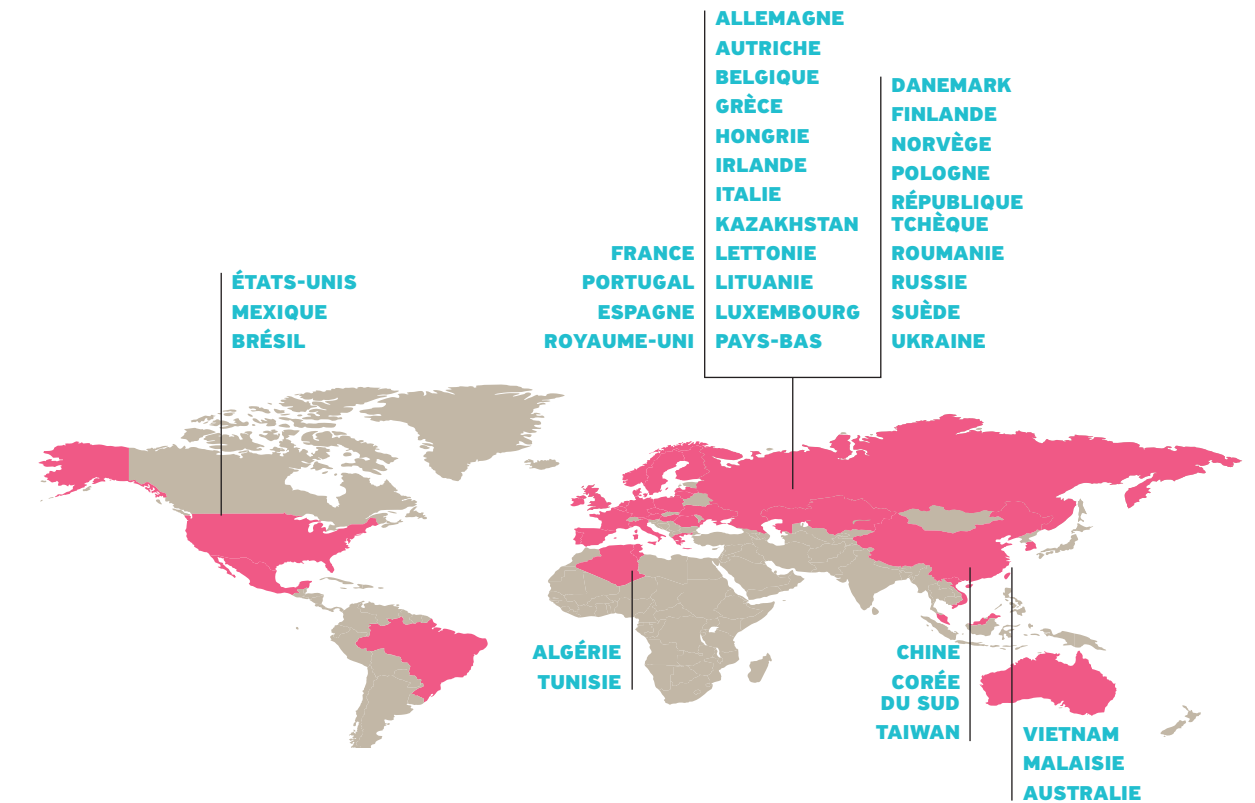 ÉTATS-UNIS
MEXIQUE
BRÉSIL
FRANCE
PORTUGAL
ESPAGNE
ROYAUME-UNI
ALLEMAGNE
AUTRICHE
BELGIQUE
GRÈCE
HONGRIE
IRLANDE
ITALIE
KAZAKHSTAN
LETTONIE
LITUANIE
LUXEMBOURG
PAYS-BAS
DANEMARK
FINLANDE
NORVÈGE
POLOGNE
RÉPUBLIQUE
TCHÈQUE
ROUMANIE
RUSSIE
SUÈDE
UKRAINE
ALGÉRIE
TUNISIE
CHINE
CORÉE
DU SUD
TAIWAN
VIETNAM
MALAISIE
AUSTRALIE